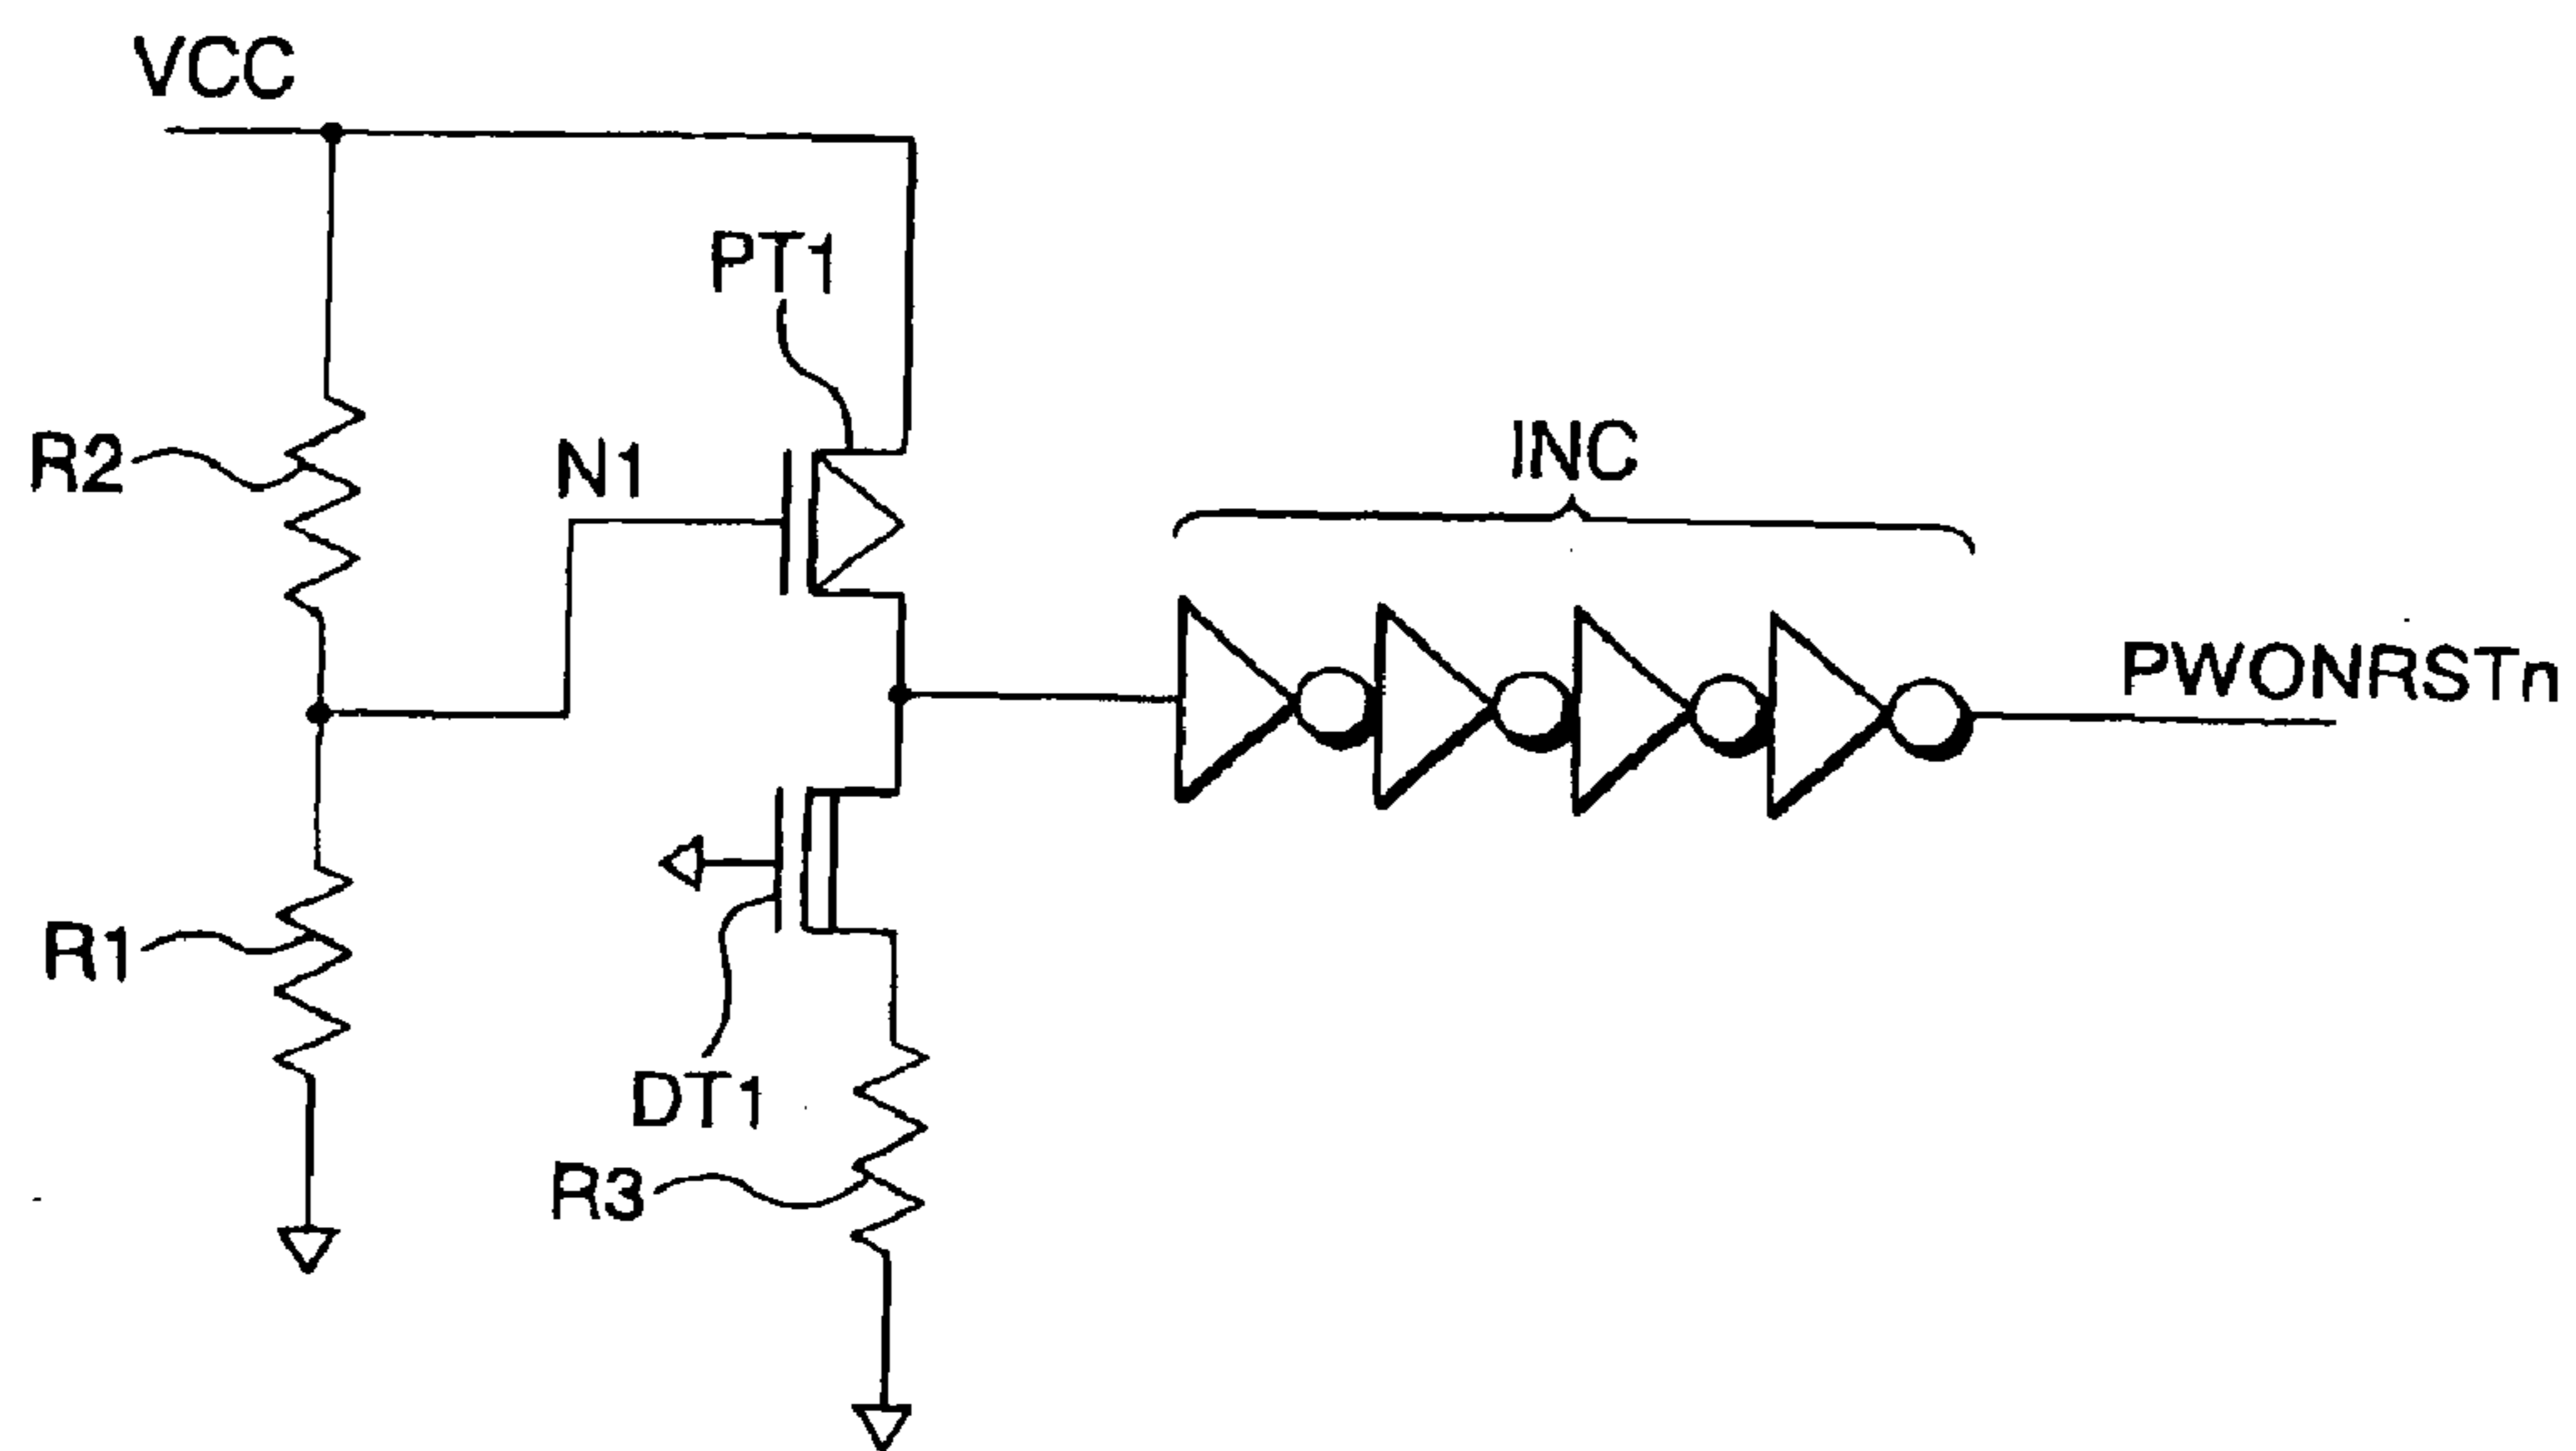 VCC
PT1
R2
N1
INC
PWONRSTn
R1
DT1
R3